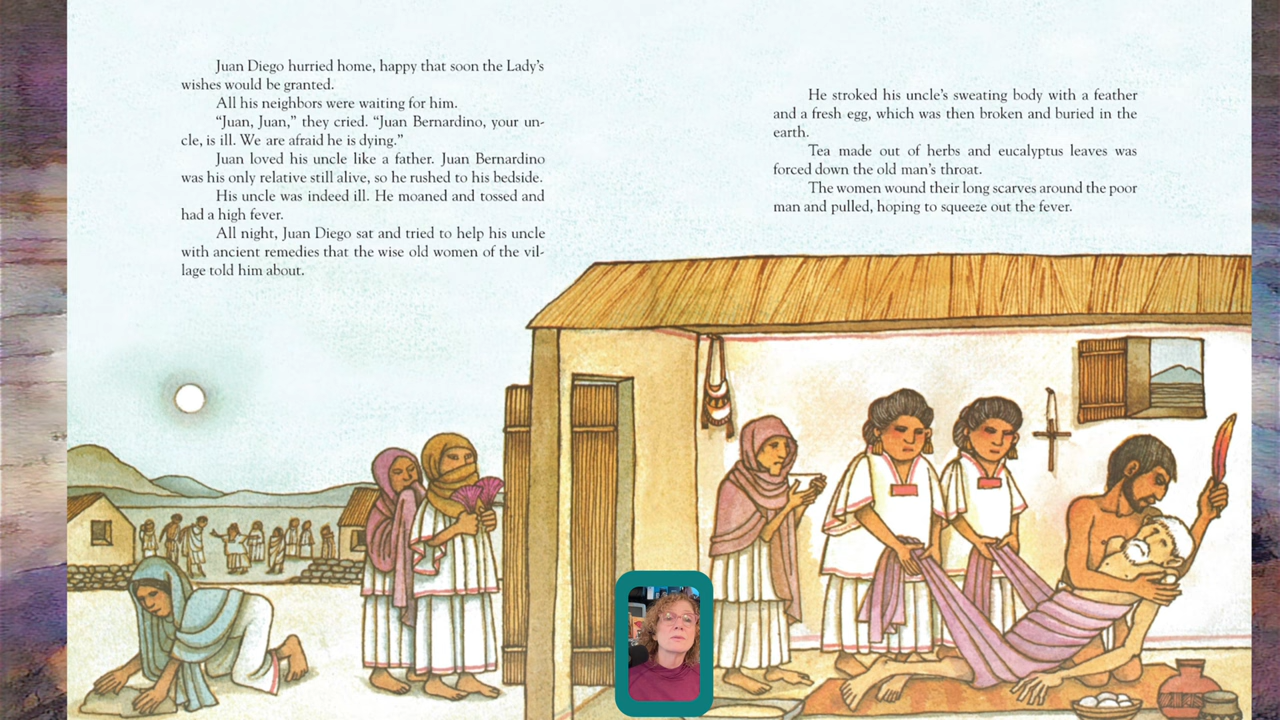 Juan Diego hurried home, happy that soon the Lady’s
wishes would be granted.
All his neighbors were waiting for him.
“Juan, Juan,” they cried. “Juan Bernardino, your un-
cle, is ill. We are afraid he is dying.”
Juan loved his uncle like a father. Juan Bernardino
was his only relative still alive, so he rushed to his bedside.
His uncle was indeed ill. He moaned and tossed and
had a high fever.
All night, Juan Diego sat and tried to help his uncle
with ancient remedies that the wise old women of the vil-
lage told him about.
He stroked his uncle’s sweating body with a feather
and a fresh egg, which was then broken and buried in the
earth.
Tea made out of herbs and eucalyptus leaves was
forced down the old man’s throat.
The women wound their long scarves around the poor
man and pulled, hoping to squeeze out the fever.